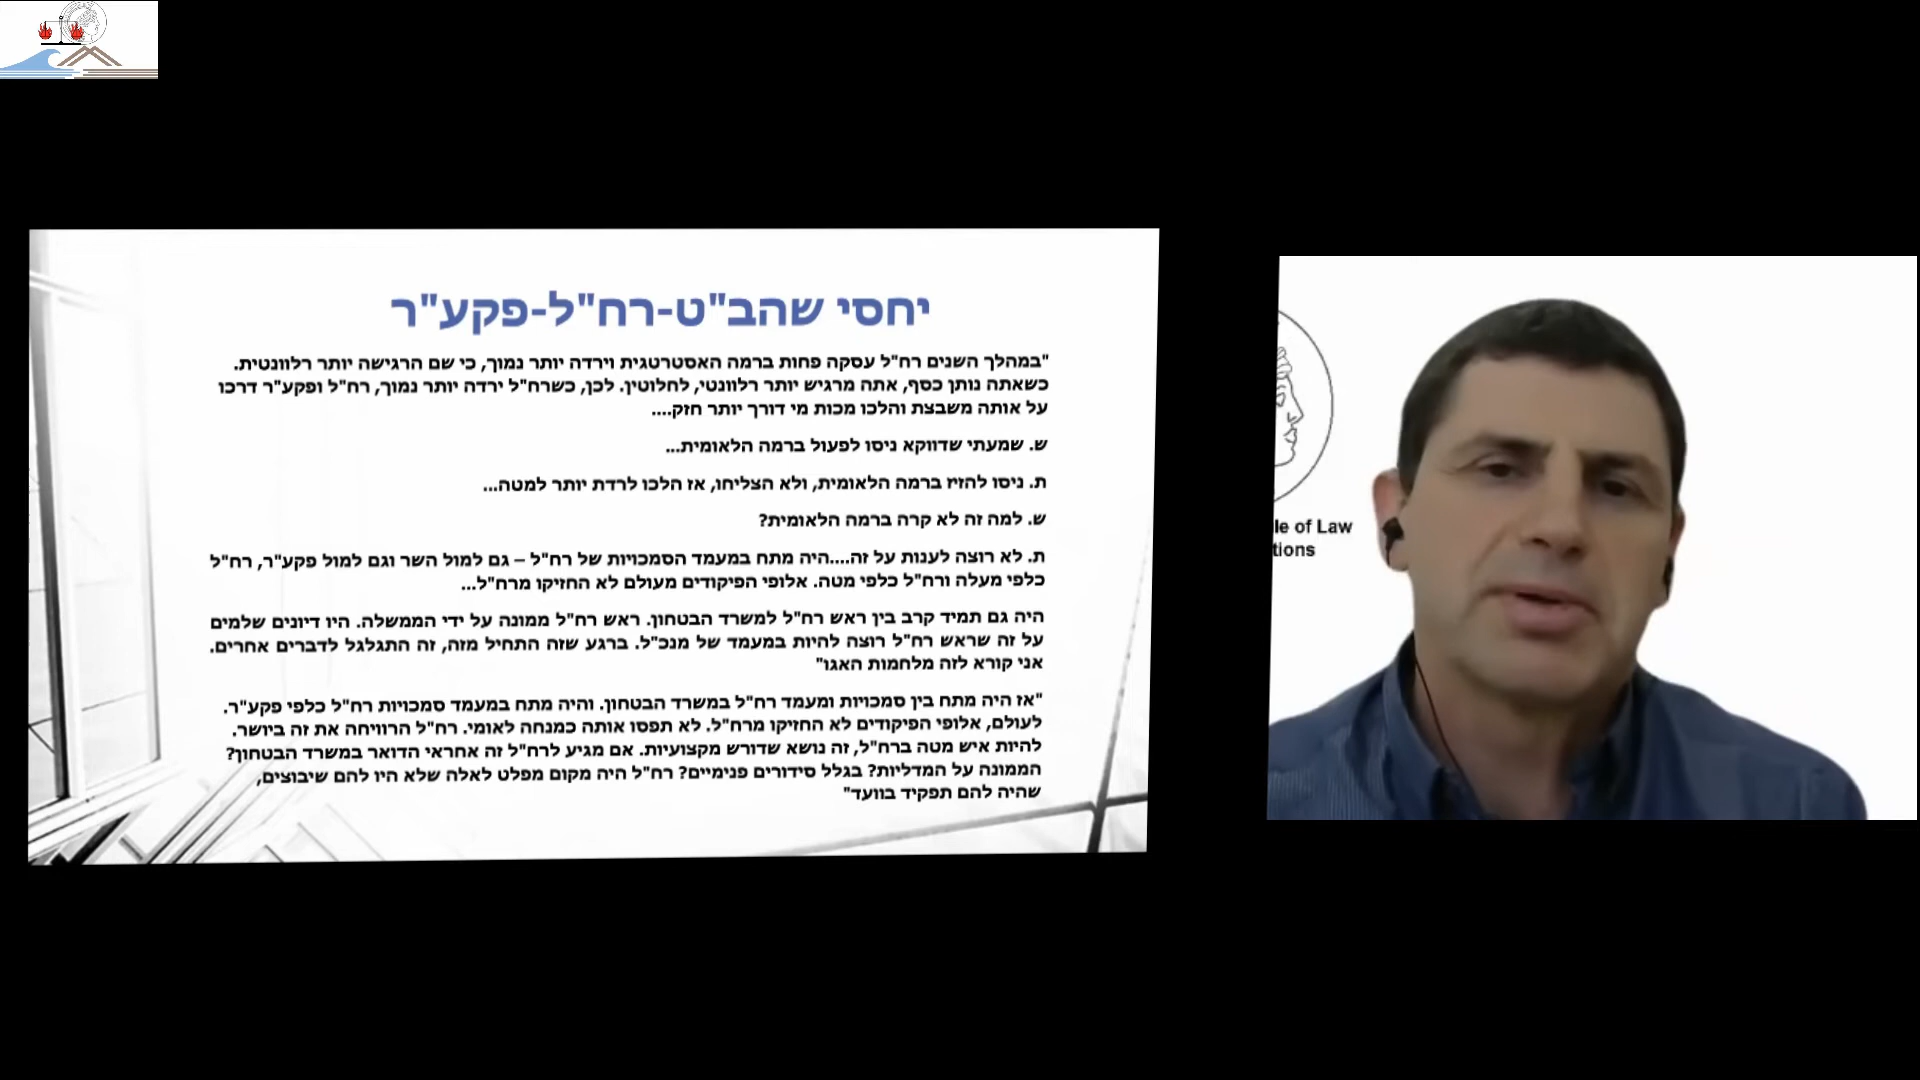 יחסי שהב"ט-רח"ל-פקע"ר
"במהלך השנים רח"ל עסקה פחות ברמה האסטרטגית וירדה יותר נמוך, כי שם הרגישה יותר רלוונטית.
כשאתה נותן כסף, אתה מרגיש יותר רלוונטי, לחלוטין. לכן, כשרח"ל ירדה יותר נמוך, רח"ל ופקע"ר דרכו
על אותה משבצת והלכו מכות מי דורך יותר חזק....
ש. שמעתי שדווקא ניסו לפעול ברמה הלאומית...
ת. ניסו להזיז ברמה הלאומית, ולא הצליחו, אז הלכו לרדת יותר למטה...
ש. למה זה לא קרה ברמה הלאומית?
ת. לא רוצה לענות על זה....היה מתח במעמד הסמכויות של רח"ל – גם למול השר וגם למול פקע"ר, רח"ל
כלפי מעלה ורח"ל כלפי מטה. אלופי הפיקודים מעולם לא החזיקו מרח"ל...
היה גם תמיד קרב בין ראש רח"ל למשרד הבטחון. ראש רח"ל ממונה על ידי הממשלה. היו דיונים שלמים
על זה שראש רח"ל רוצה להיות במעמד של מנכ"ל. ברגע שזה התחיל מזה, זה התגלגל לדברים אחרים.
אני קורא לזה מלחמות האגו"
"אז היה מתח בין סמכויות ומעמד רח"ל במשרד הבטחון. והיה מתח במעמד סמכויות רח"ל כלפי פקע"ר.
לעולם, אלופי הפיקודים לא החזיקו מרח"ל. לא תפסו אותה כמנחה לאומי. רח"ל הרוויחה את זה ביושר.
להיות איש מטה ברח"ל, זה נושא שדורש מקצועיות. אם מגיע לרח"ל זה אחראי הדואר במשרד הבטחון?
הממונה על המדליות? בגלל סידורים פנימיים? רח"ל היה מקום מפלט לאלה שלא היו להם שיבוצים,
שהיה להם תפקיד בוועד"
le of Law
tions